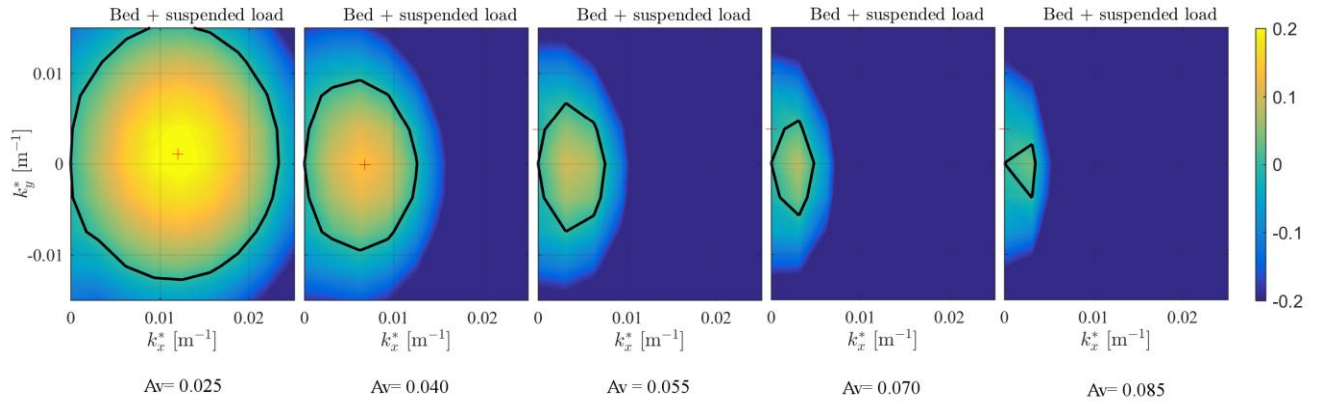 Bed + suspended load Bed + suspended load Bed + suspended load Bed + suspended load Bed + suspended load
0.01
0
-0.01
k*y [m⁻¹]
0 0.01 0.02
k*x [m⁻¹]
0 0.01 0.02
k*x [m⁻¹]
0 0.01 0.02
k*x [m⁻¹]
0 0.01 0.02
k*x [m⁻¹]
0 0.01 0.02
k*x [m⁻¹]
0.2
0.1
0
-0.1
-0.2
Av= 0.025 Av= 0.040 Av = 0.055 Av= 0.070 Av= 0.085